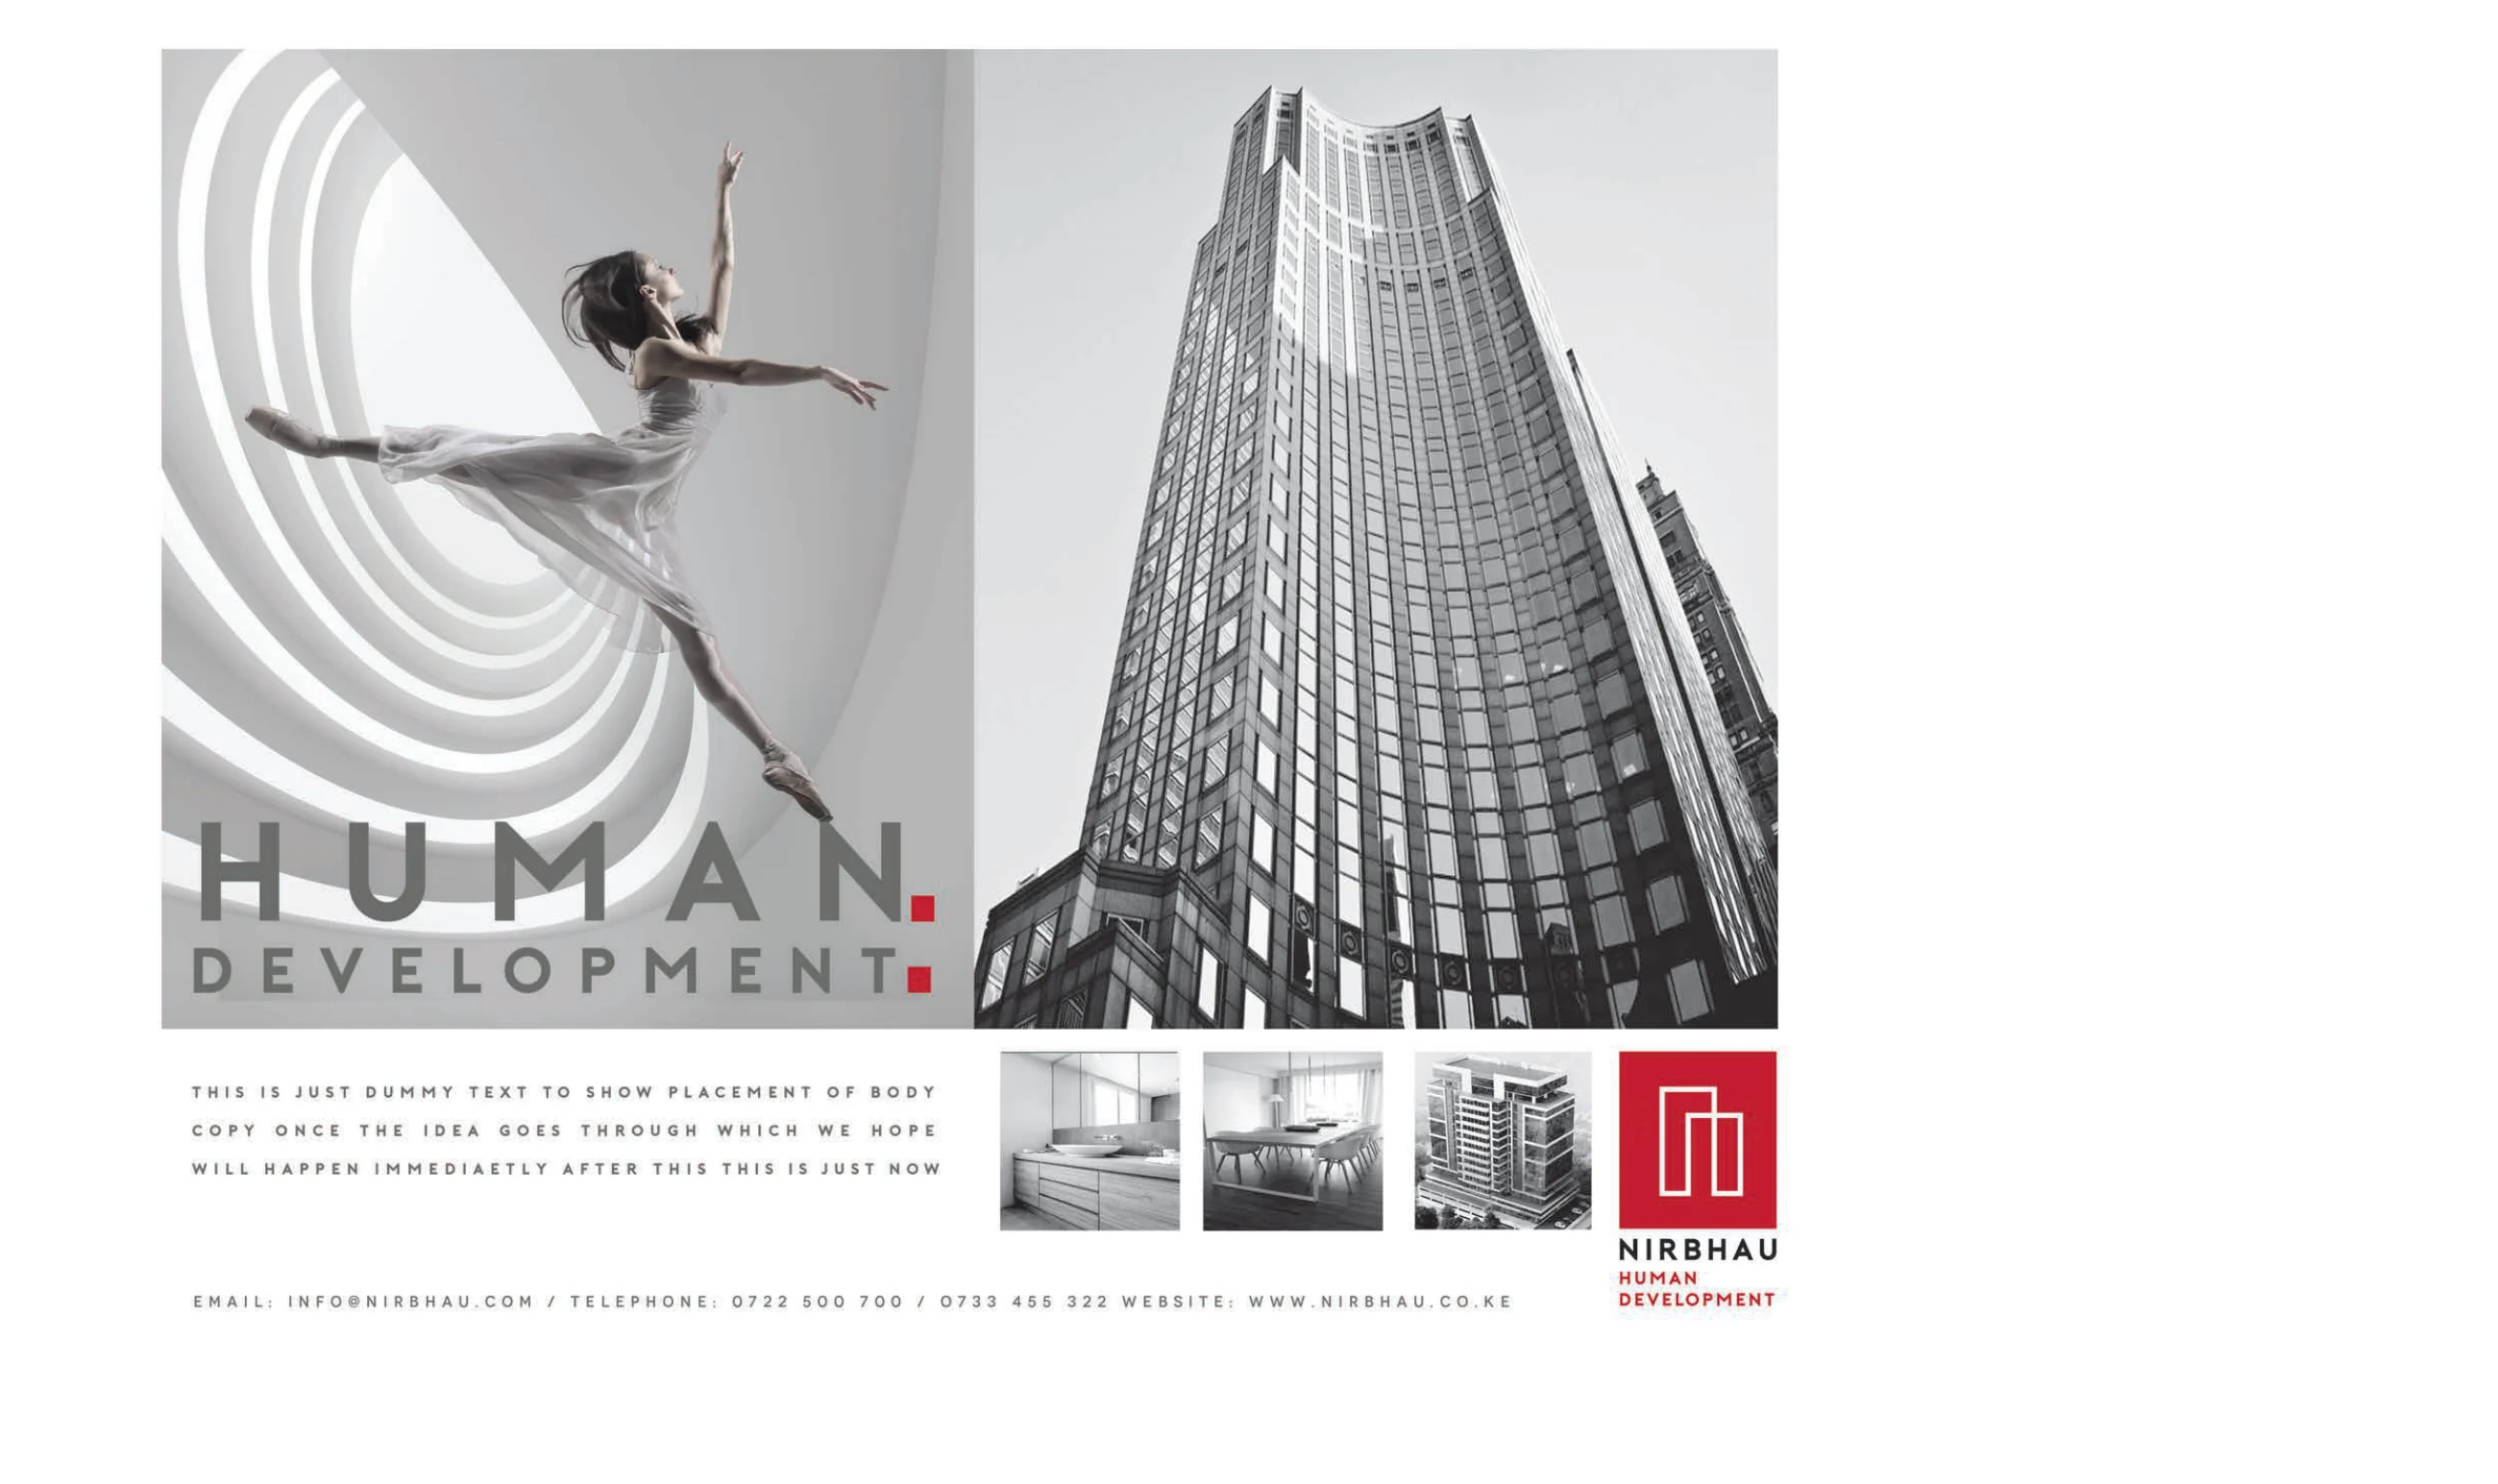 HUMAN.
DEVELOPMENT.
THIS IS JUST DUMMY TEXT TO SHOW PLACEMENT OF BODY
COPY ONCE THE IDEA GOES THROUGH WHICH WE HOPE
WILL HAPPEN IMMEDIAETLY AFTER THIS THIS IS JUST NOW
NIRBHAU
HUMAN
DEVELOPMENT
EMAIL: INFO@NIRBHAU.COM / TELEPHONE: 0722 500 700 / 0733 455 322 WEBSITE: WWW.NIRBHAU.CO.KE